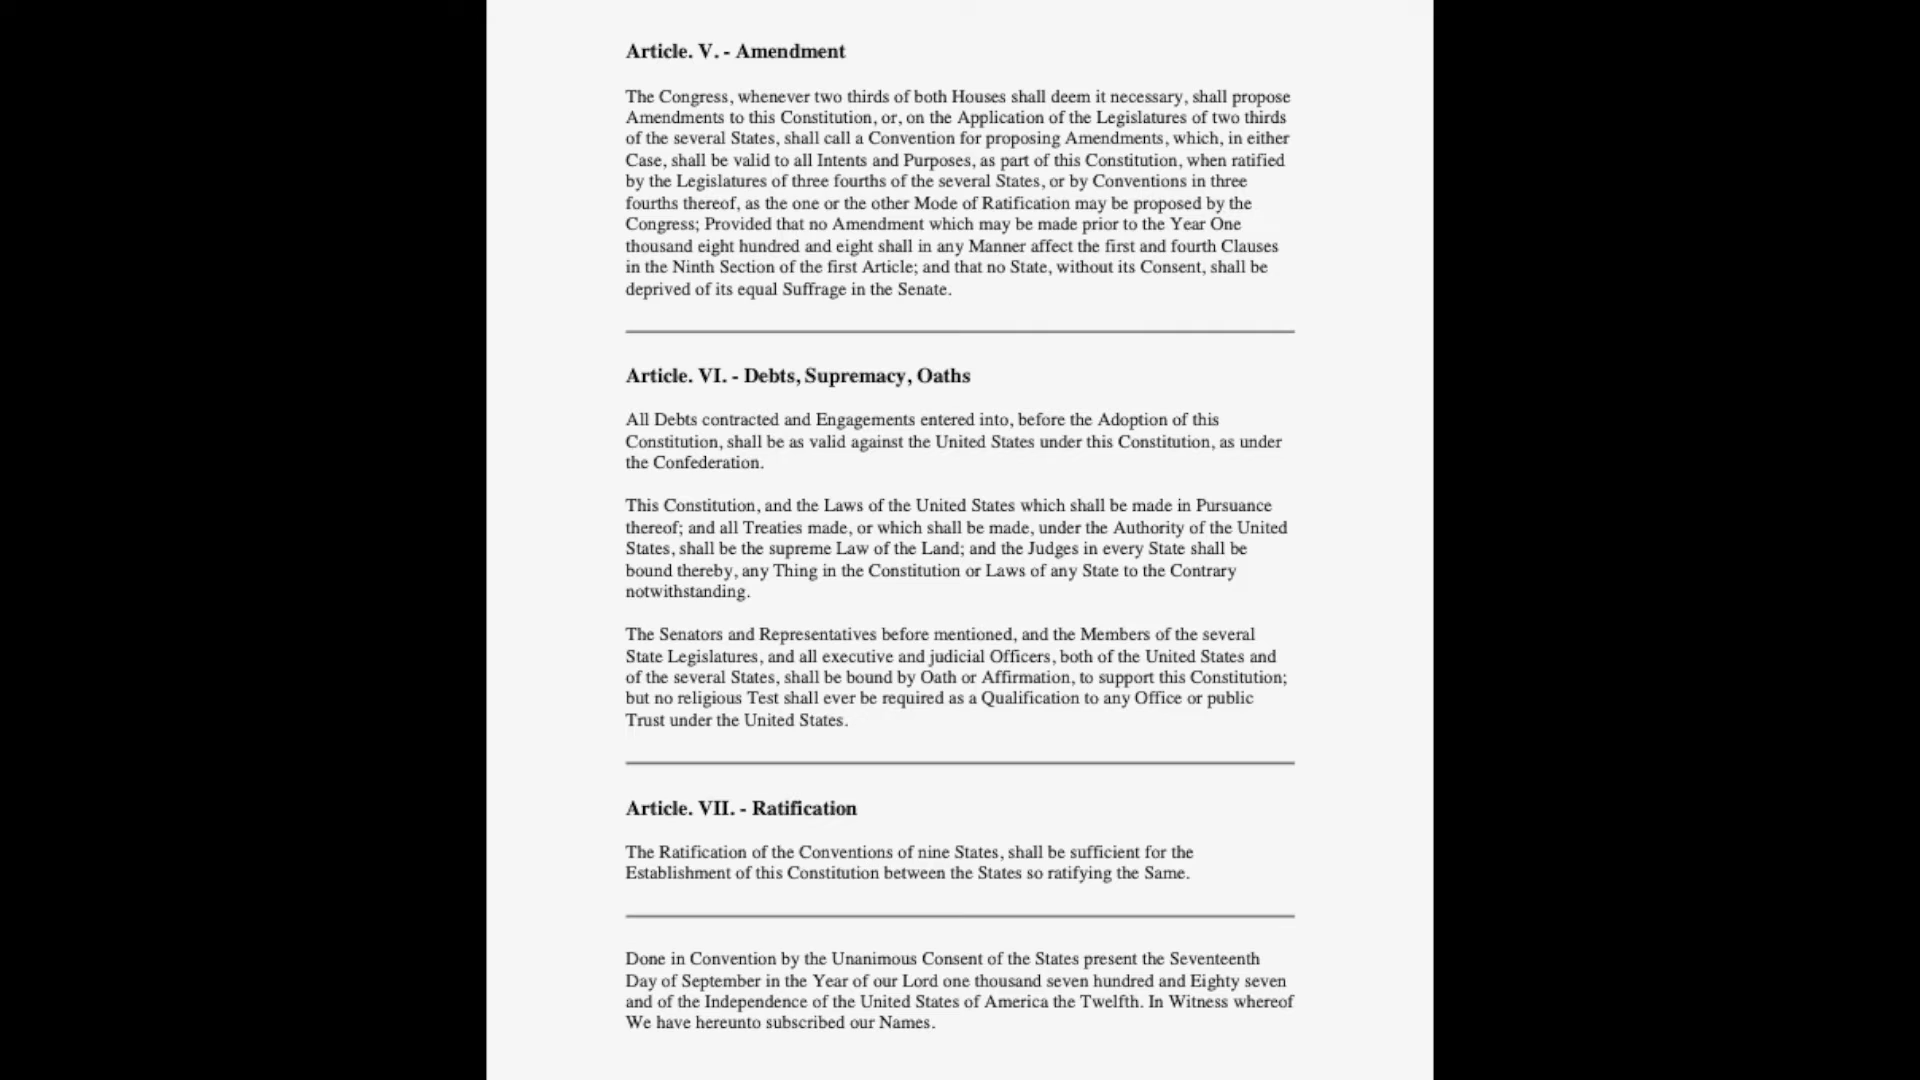 Article. V. - Amendment
The Congress, whenever two thirds of both Houses shall deem it necessary, shall propose
Amendments to this Constitution, or, on the Application of the Legislatures of two thirds
of the several States, shall call a Convention for proposing Amendments, which, in either
Case, shall be valid to all Intents and Purposes, as part of this Constitution, when ratified
by the Legislatures of three fourths of the several States, or by Conventions in three
fourths thereof, as the one or the other Mode of Ratification may be proposed by the
Congress; Provided that no Amendment which may be made prior to the Year One
thousand eight hundred and eight shall in any Manner affect the first and fourth Clauses
in the Ninth Section of the first Article; and that no State, without its Consent, shall be
deprived of its equal Suffrage in the Senate.
Article. VI. - Debts, Supremacy, Oaths
All Debts contracted and Engagements entered into, before the Adoption of this
Constitution, shall be as valid against the United States under this Constitution, as under
the Confederation.
This Constitution, and the Laws of the United States which shall be made in Pursuance
thereof; and all Treaties made, or which shall be made, under the Authority of the United
States, shall be the supreme Law of the Land; and the Judges in every State shall be
bound thereby, any Thing in the Constitution or Laws of any State to the Contrary
notwithstanding.
The Senators and Representatives before mentioned, and the Members of the several
State Legislatures, and all executive and judicial Officers, both of the United States and
of the several States, shall be bound by Oath or Affirmation, to support this Constitution;
but no religious Test shall ever be required as a Qualification to any Office or public
Trust under the United States.
Article. VII. - Ratification
The Ratification of the Conventions of nine States, shall be sufficient for the
Establishment of this Constitution between the States so ratifying the Same.
Done in Convention by the Unanimous Consent of the States present the Seventeenth
Day of September in the Year of our Lord one thousand seven hundred and Eighty seven
and of the Independence of the United States of America the Twelfth. In Witness whereof
We have hereunto subscribed our Names.